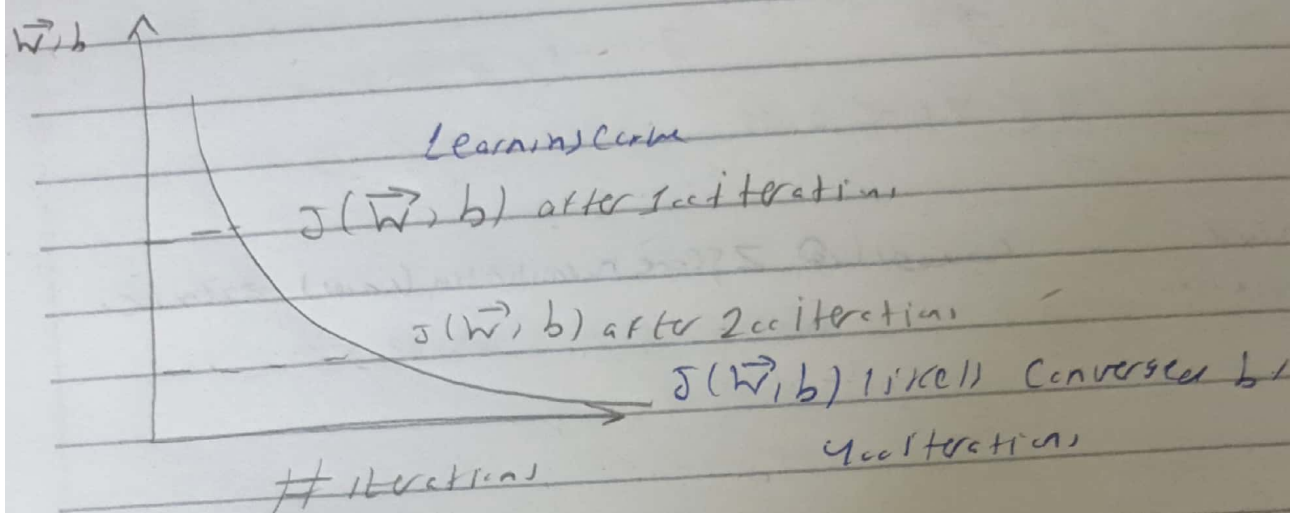 w⃗, b
Learning Curve
J(w⃗, b) after 100 iterations
J(w⃗, b) after 200 iterations
J(w⃗, b) likely converged by
400 iterations
# iterations